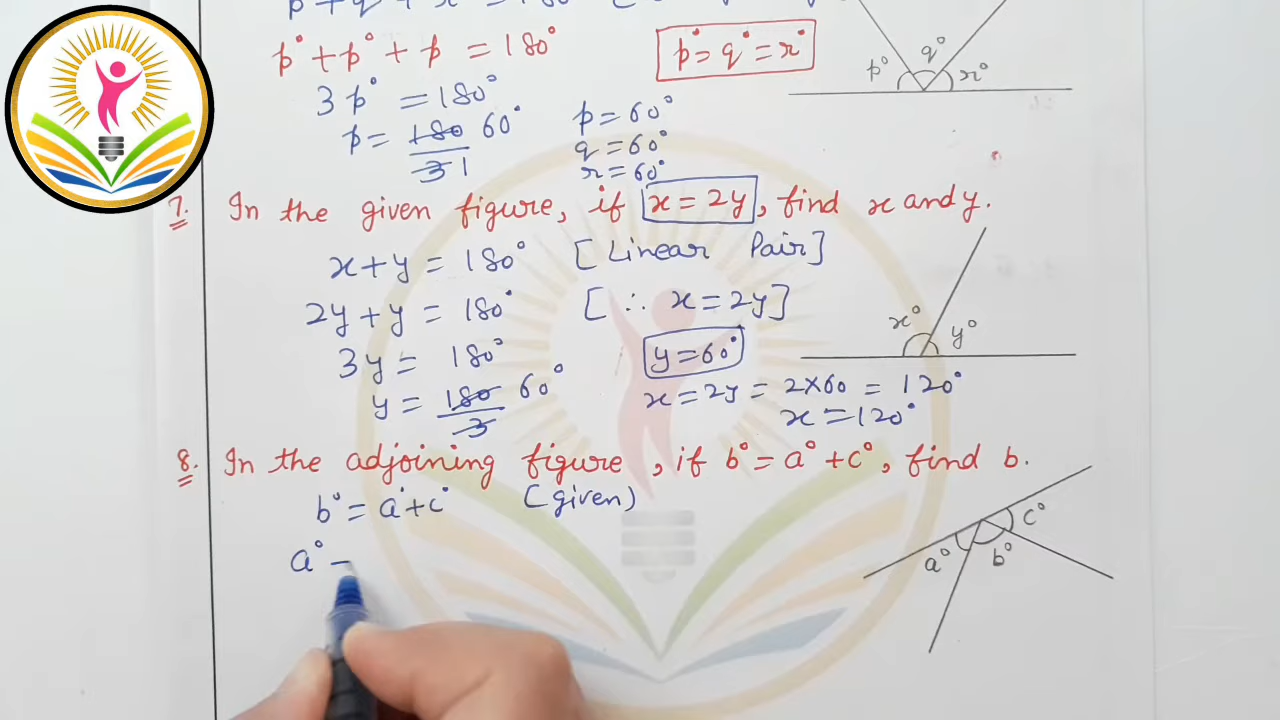 p° + p° + p = 180°
p° = q° = r°
p° q° r°
3p° = 180°
p = 180/3 60° 1
p = 60°
q = 60°
r = 60°
7. In the given figure, if x = 2y, find x and y.
x + y = 180° [Linear Pair]
2y + y = 180° [∴ x = 2y]
3y = 180°
y = 60°
y = 180/3 60°
x = 2y = 2×60 = 120°
x = 120°
x° y°
8. In the adjoining figure, if b° = a° + c°, find b.
b° = a° + c° (given)
a° –
a° b° c°